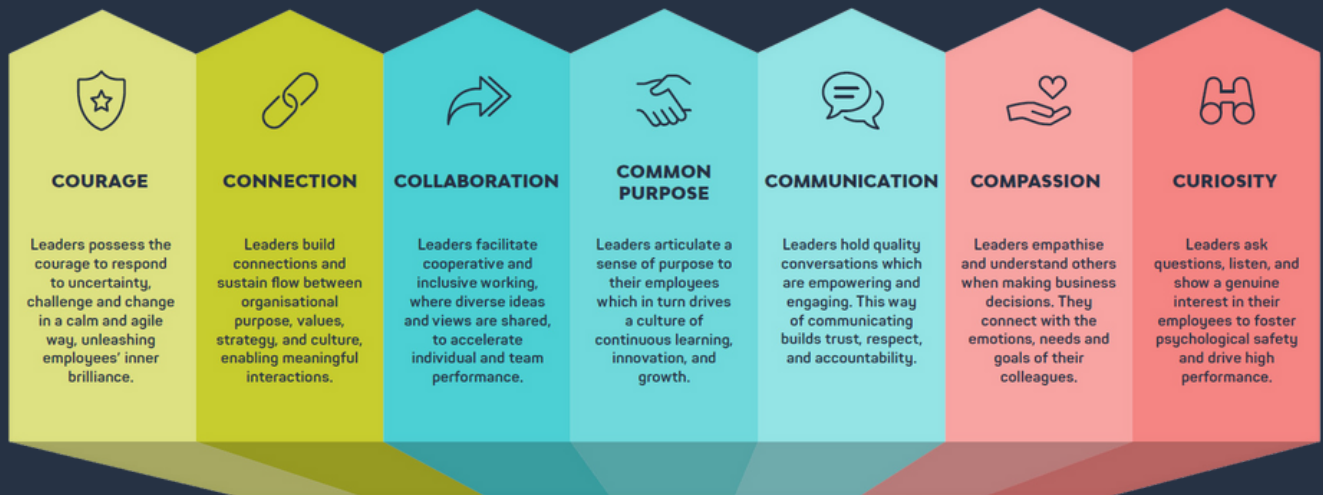 COURAGE
Leaders possess the
courage to respond
to uncertainty,
challenge and change
in a calm and agile
way, unleashing
employees' inner
brilliance.
CONNECTION
Leaders build
connections and
sustain flow between
organisational
purpose, values,
strategy, and culture,
enabling meaningful
interactions.
COLLABORATION
Leaders facilitate
cooperative and
inclusive working,
where diverse ideas
and views are shared,
to accelerate
individual and team
performance.
COMMON
PURPOSE
Leaders articulate a
sense of purpose to
their employees
which in turn drives
a culture of
continuous learning,
innovation, and
growth.
COMMUNICATION
Leaders hold quality
conversations which
are empowering and
engaging. This way
of communicating
builds trust, respect,
and accountability.
COMPASSION
Leaders empathise
and understand others
when making business
decisions. They
connect with the
emotions, needs and
goals of their
colleagues.
CURIOSITY
Leaders ask
questions, listen, and
show a genuine
interest in their
employees to foster
psychological safety
and drive high
performance.